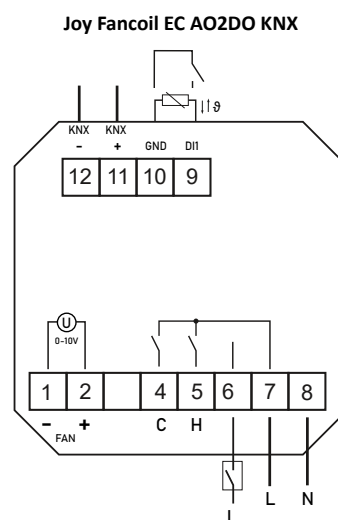 Joy Fancoil EC AO2DO KNX
ϑ
KNX KNX
- + GND DI1
12 11 10 9
U
0-10V
1 2 4 5 6 7 8
- + C H
FAN
L L N